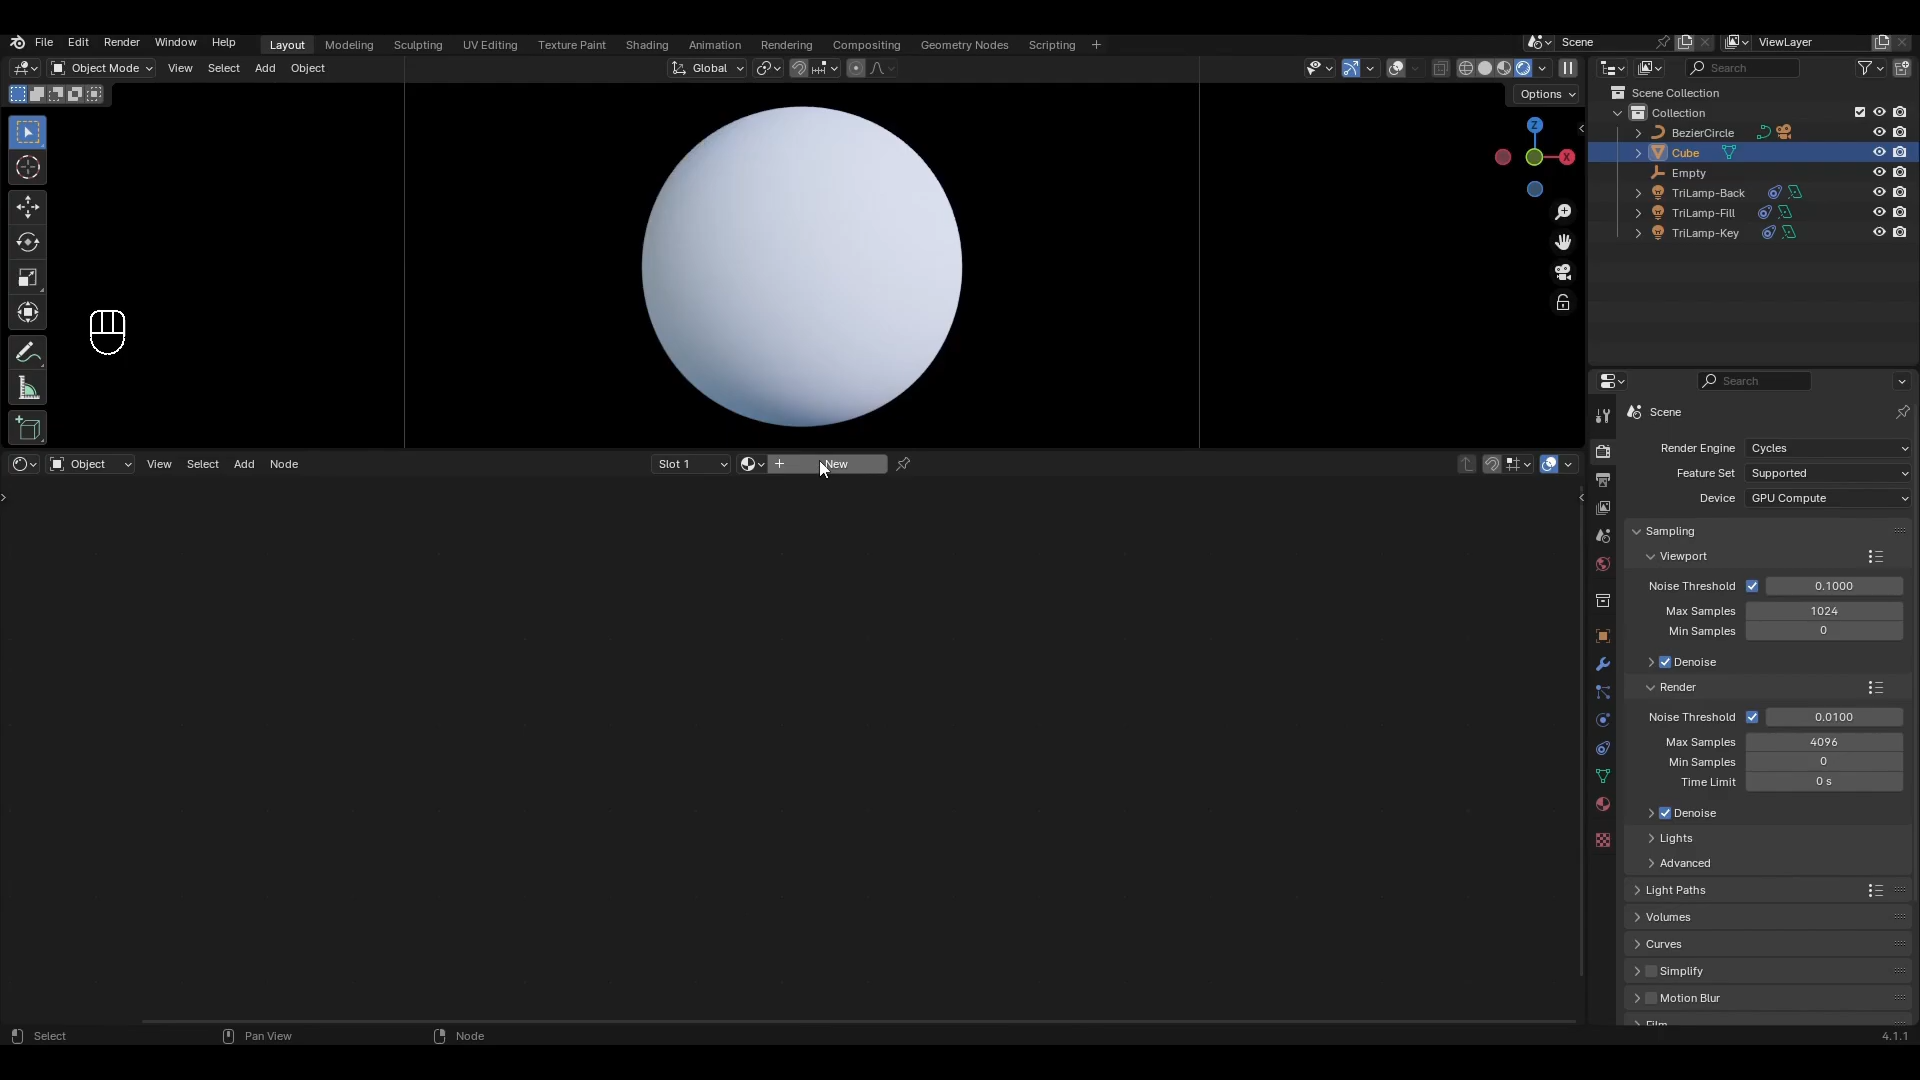 File Edit Render Window Help Layout Modeling Sculpting UV Editing Texture Paint Shading Animation Rendering Compositing Geometry Nodes Scripting + Scene ViewLayer
Object Mode View Select Add Object Global Search
Options
Z
X
Scene Collection
Collection
BezierCircle
Cube
Empty
TriLamp-Back
TriLamp-Fill
TriLamp-Key
Search
Scene
Render Engine Cycles
Feature Set Supported
Device GPU Compute
Sampling
Viewport
Noise Threshold 0.1000
Max Samples 1024
Min Samples 0
Denoise
Render
Noise Threshold 0.0100
Max Samples 4096
Min Samples 0
Time Limit 0 s
Denoise
Lights
Advanced
Light Paths
Volumes
Curves
Simplify
Motion Blur
Film
Object View Select Add Node Slot 1 + New
Select Pan View Node 4.1.1